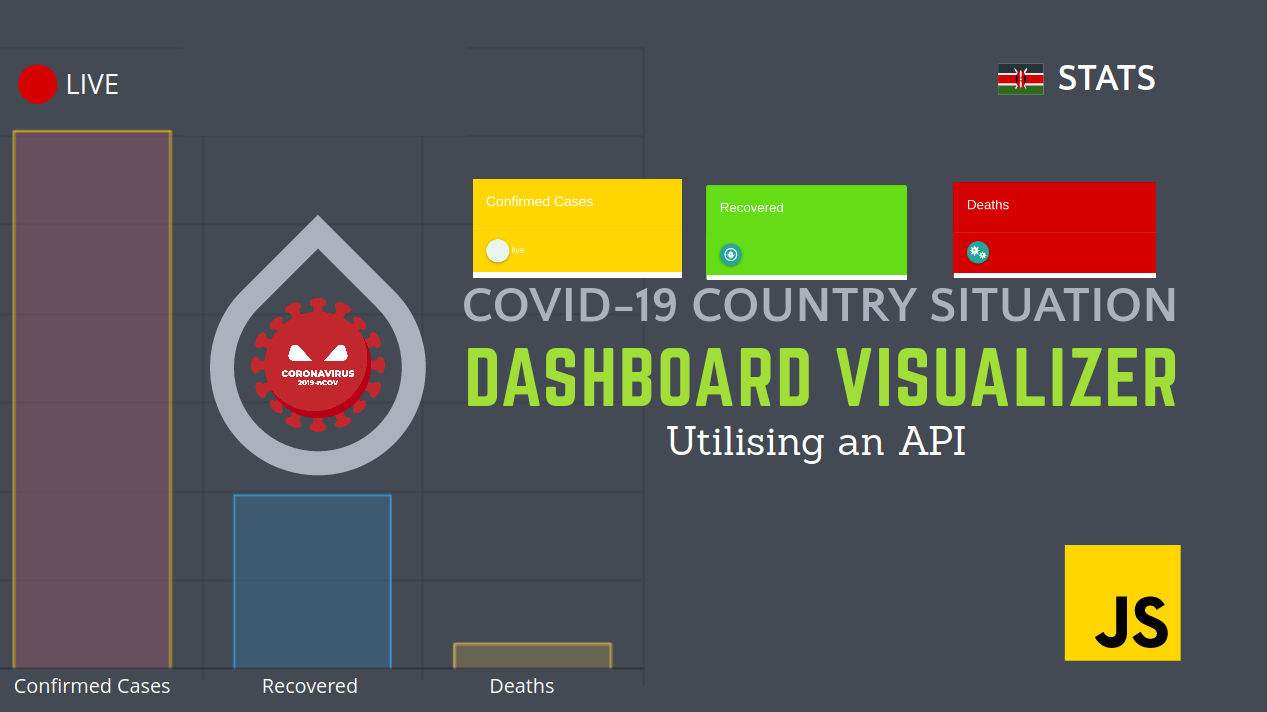 LIVE
STATS
Confirmed Cases
live
Recovered
Deaths
COVID-19 COUNTRY SITUATION
DASHBOARD VISUALIZER
Utilising an API
CORONAVIRUS
2019-nCOV
JS
Confirmed Cases
Recovered
Deaths